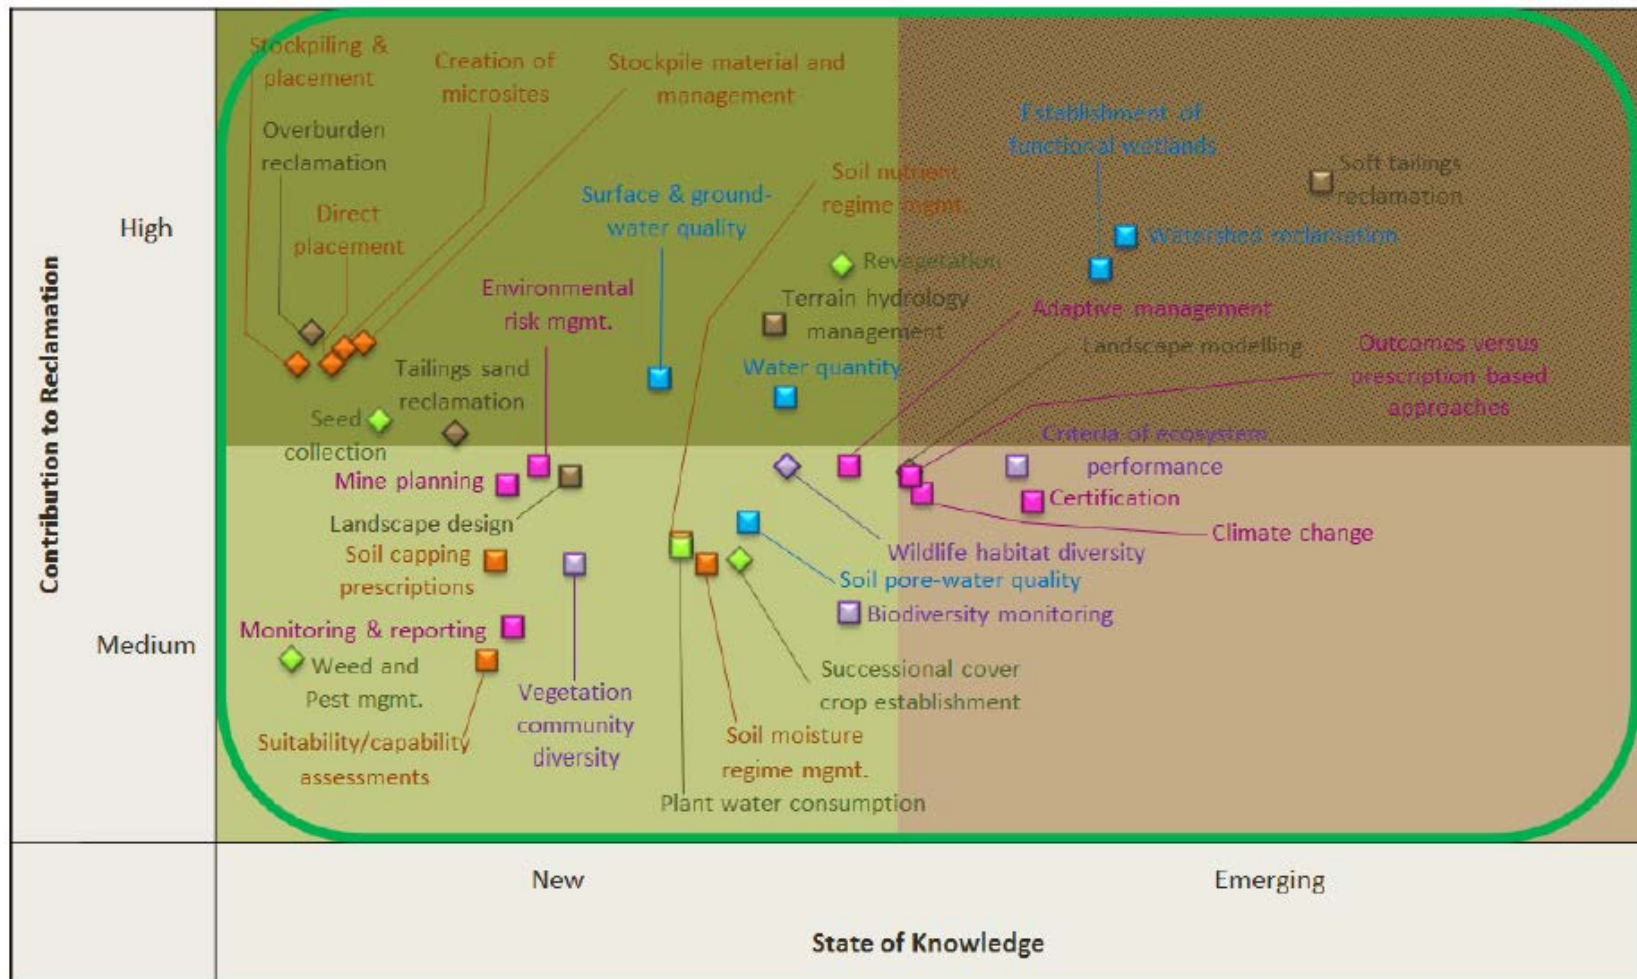 Stockpiling &
placement
Creation of
microsites
Stockpile material and
management
Overburden
reclamation
Direct
placement
Surface & ground-
water quality
Soil nutrient
regime mgmt.
Establishment of
functional wetlands
Soft tailings
reclamation
High
Watershed reclamation
Revegetation
Environmental
risk mgmt.
Terrain hydrology
management
Adaptive management
Landscape modelling
Outcomes versus
prescription based
approaches
Tailings sand
reclamation
Water quantity
Seed
collection
Criteria of ecosystem
performance
Mine planning
Certification
Landscape design
Climate change
Soil capping
prescriptions
Wildlife habitat diversity
Soil pore-water quality
Biodiversity monitoring
Monitoring & reporting
Medium
Weed and
Pest mgmt.
Vegetation
community
diversity
Successional cover
crop establishment
Suitability/capability
assessments
Soil moisture
regime mgmt.
Plant water consumption
Contribution to Reclamation
New
Emerging
State of Knowledge